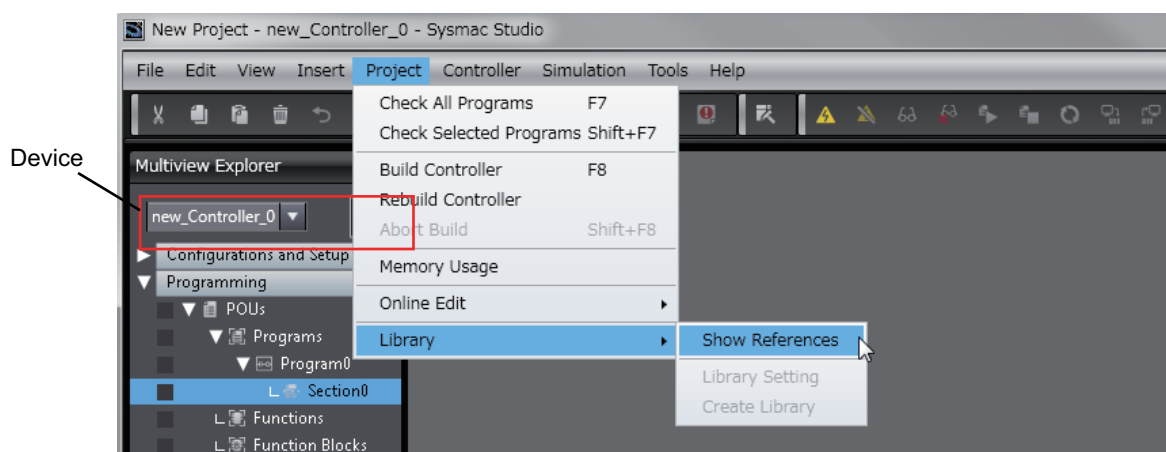 New Project - new_Controller_0 - Sysmac Studio
File Edit View Insert Project Controller Simulation Tools Help
Check All Programs F7
Check Selected Programs Shift+F7
Device
Multiview Explorer
Build Controller F8
new_Controller_0
Rebuild Controller
Abort Build Shift+F8
Configurations and Setup
Memory Usage
Programming
Online Edit
POUs
Programs
Library
Show References
Program0
Library Setting
Section0
Create Library
Functions
Function Blocks